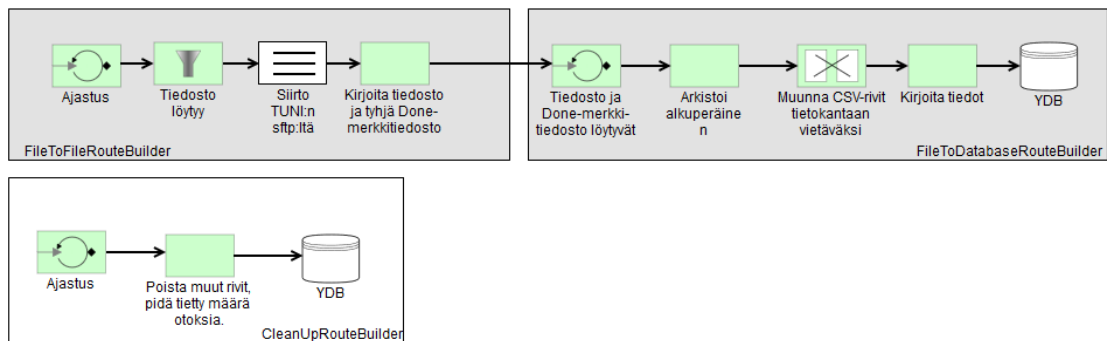 Ajastus
Tiedosto
löytyy
Siirto
TUNI:n
sftp:ltä
Kirjoita tiedosto
ja tyhjä Done-
merkkitiedosto
FileToFileRouteBuilder
Tiedosto ja
Done-merkki-
tiedosto löytyvät
Arkistoi
alkuperäine
n
Muunna CSV-rivit
tietokantaan
vietäväksi
Kirjoita tiedot
YDB
FileToDatabaseRouteBuilder
Ajastus
Poista muut rivit,
pidä tietty määrä
otoksia.
YDB
CleanUpRouteBuilder